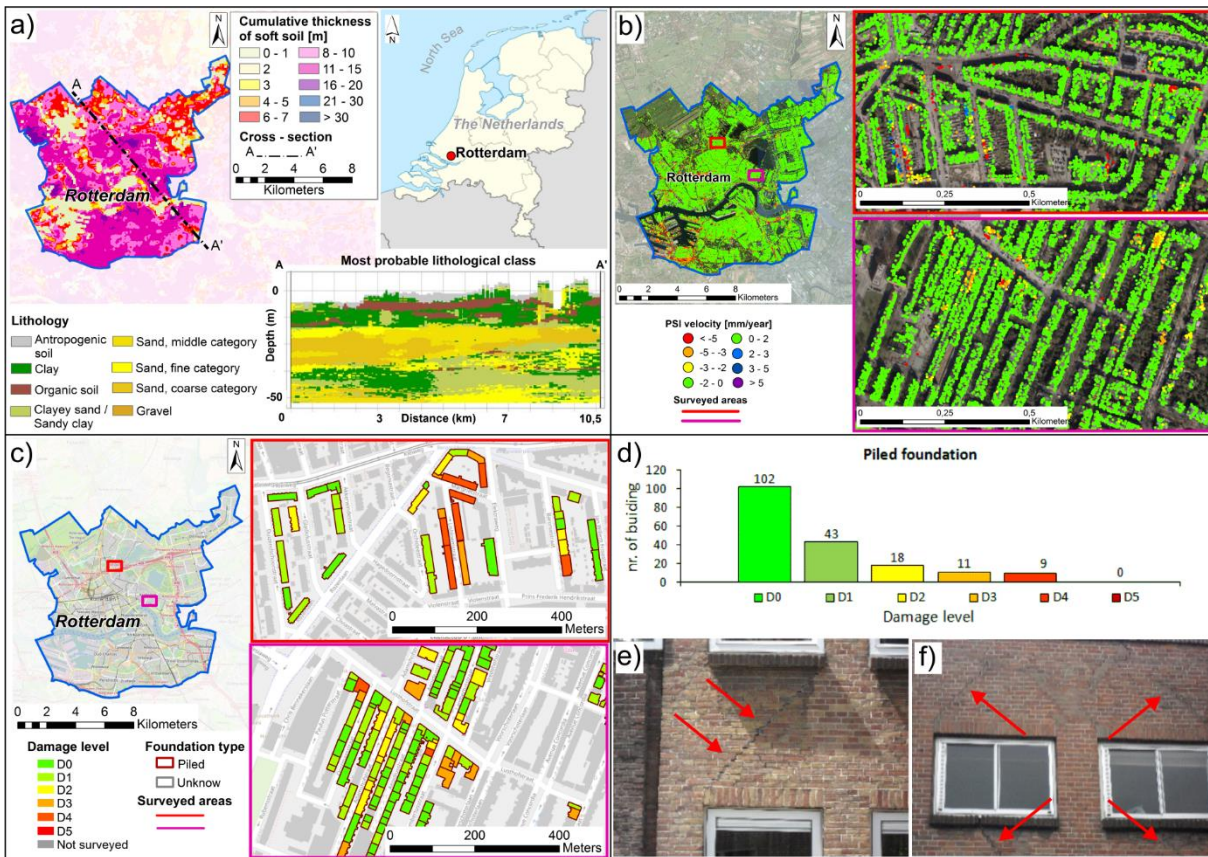 a)
N
Cumulative thickness
of soft soil [m]
0 - 1
8 - 10
2
11 - 15
3
16 - 20
4 - 5
21 - 30
6 - 7
> 30
Cross - section
A
A'
0 2 4 6 8
Kilometers
A
Rotterdam
A'
N
North Sea
The Netherlands
Rotterdam
Lithology
Antropogenic
soil
Clay
Organic soil
Clayey sand /
Sandy clay
Sand, middle category
Sand, fine category
Sand, coarse category
Gravel
Most probable lithological class
A
A'
Depth (m)
0
-50
0
3
7
10,5
Distance (km)
b)
N
Rotterdam
0 2 4 6 8
Kilometers
PSI velocity [mm/year]
< -5
0 - 2
-5 - -3
2 - 3
-3 - -2
3 - 5
-2 - 0
> 5
Surveyed areas
0 0,25 0,5
Kilometers
0 0,25 0,5
Kilometers
c)
N
Rotterdam
0 2 4 6 8
Kilometers
Damage level
D0
D1
D2
D3
D4
D5
Not surveyed
Foundation type
Piled
Unknow
Surveyed areas
Prins Frederik Hendrikstraat
0 200 400
Meters
0 200 400
Meters
d)
Piled foundation
nr. of buiding
120
100
80
60
40
20
0
102
43
18
11
9
0
D0
D1
D2
D3
D4
D5
Damage level
e)
f)